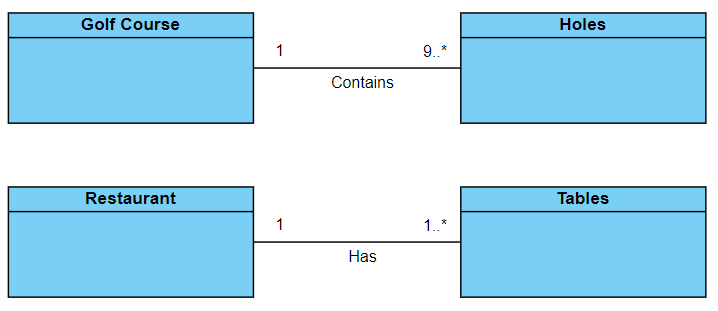 Golf Course
Holes
1
9..*
Contains
Restaurant
Tables
1
1..*
Has